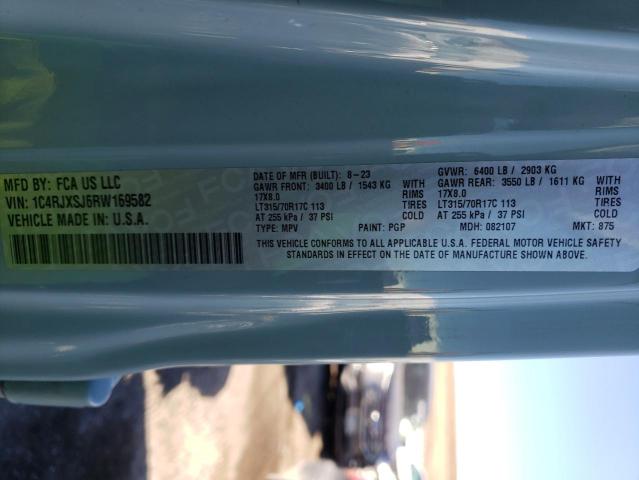 MFD BY: FCA US LLC
VIN: 1C4RJXSJ6RW169582
VEHICLE MADE IN U.S.A.
DATE OF MFR (BUILT): 8-23
GAWR FRONT: 3400 LB / 1543 KG WITH
17X8.0 RIMS
LT315/70R17C 113 TIRES
AT 255 kPa / 37 PSI COLD
TYPE: MPV PAINT: PGP
GVWR: 6400 LB / 2903 KG
GAWR REAR: 3550 LB / 1611 KG WITH
17X8.0 RIMS
LT315/70R17C 113 TIRES
AT 255 kPa / 37 PSI COLD
MDH: 082107 MKT: 875
THIS VEHICLE CONFORMS TO ALL APPLICABLE U.S.A. FEDERAL MOTOR VEHICLE SAFETY
STANDARDS IN EFFECT ON THE DATE OF MANUFACTURE SHOWN ABOVE.